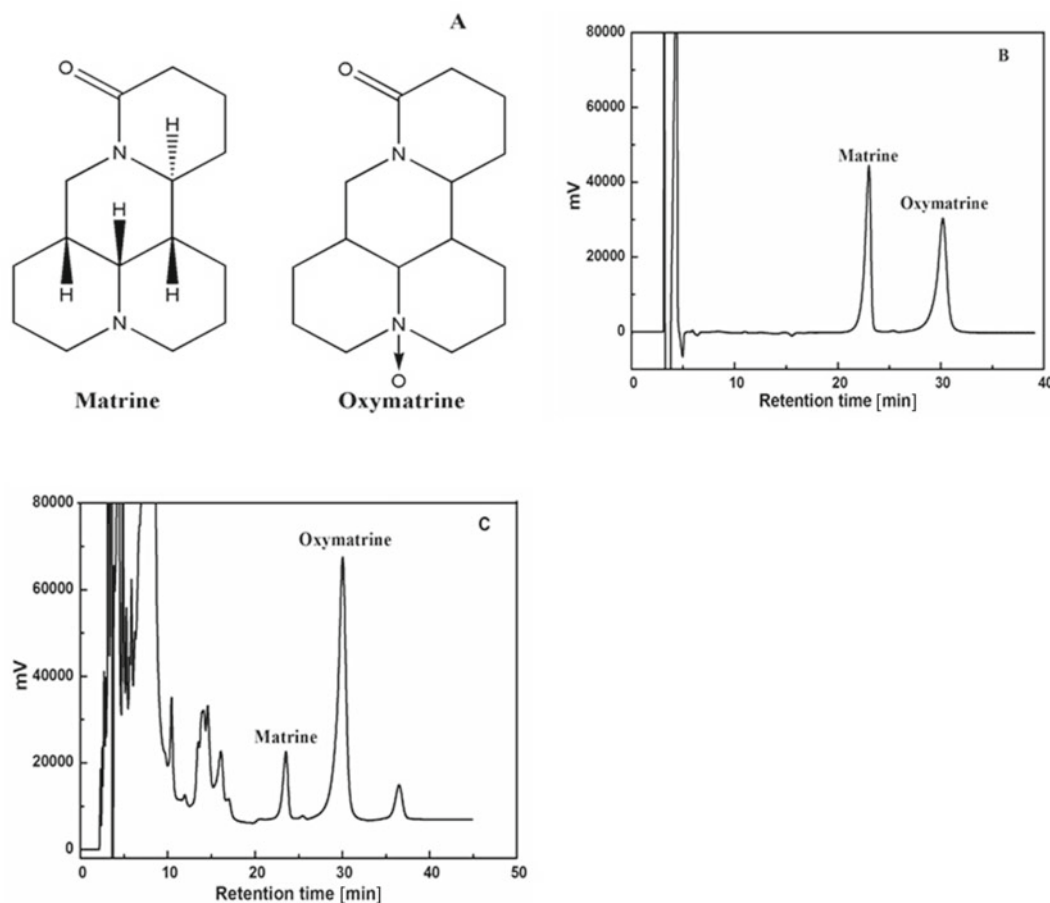 A
O
H
N
H
H
H
N
Matrine
O
N
N
O
Oxymatrine
B
80000
60000
40000
20000
0
mV
Matrine
Oxymatrine
0
10
20
30
40
Retention time [min]
C
80000
60000
40000
20000
0
mV
Oxymatrine
Matrine
0
10
20
30
40
50
Retention time [min]